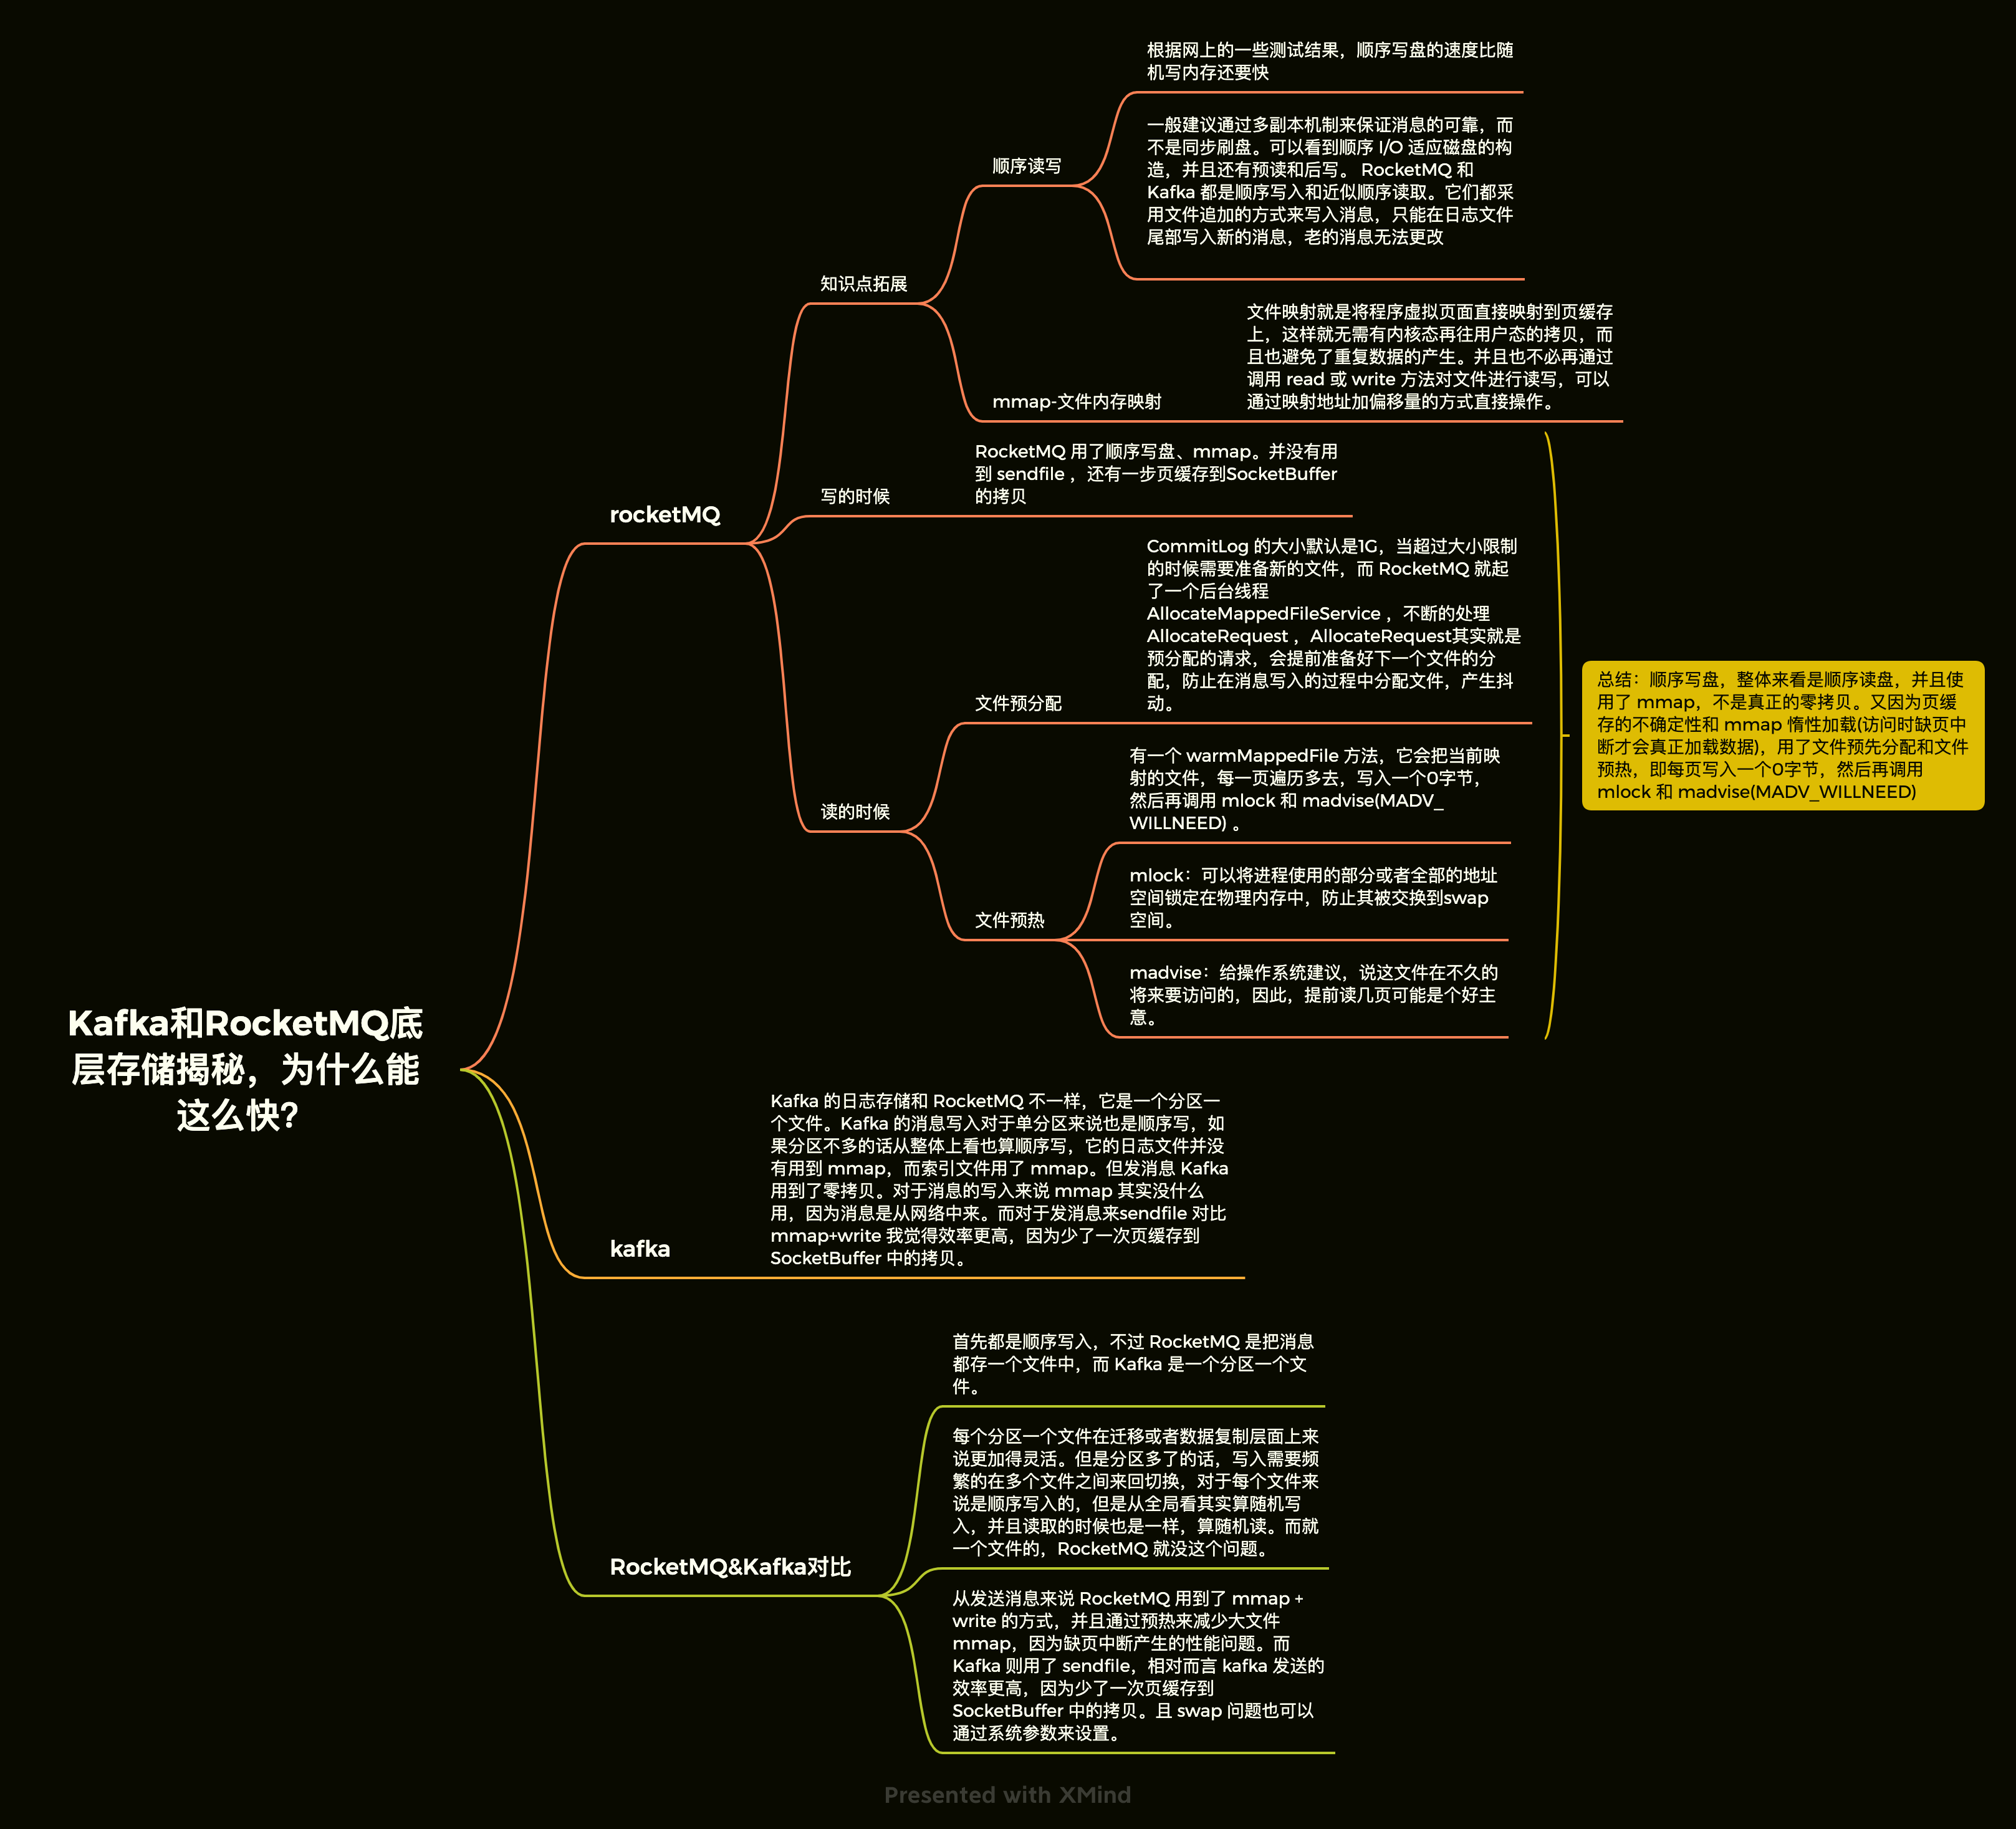 Kafka和RocketMQ底
层存储揭秘，为什么能
这么快？
rocketMQ
知识点拓展
顺序读写
根据网上的一些测试结果，顺序写盘的速度比随
机写内存还要快
一般建议通过多副本机制来保证消息的可靠，而
不是同步刷盘。可以看到顺序 I/O 适应磁盘的构
造，并且还有预读和后写。 RocketMQ 和
Kafka 都是顺序写入和近似顺序读取。它们都采
用文件追加的方式来写入消息，只能在日志文件
尾部写入新的消息，老的消息无法更改
mmap-文件内存映射
文件映射就是将程序虚拟页面直接映射到页缓存
上，这样就无需有内核态再往用户态的拷贝，而
且也避免了重复数据的产生。并且也不必再通过
调用 read 或 write 方法对文件进行读写，可以
通过映射地址加偏移量的方式直接操作。
写的时候
RocketMQ 用了顺序写盘、mmap。并没有用
到 sendfile ，还有一步页缓存到SocketBuffer
的拷贝
读的时候
文件预分配
CommitLog 的大小默认是1G，当超过大小限制
的时候需要准备新的文件，而 RocketMQ 就起
了一个后台线程
AllocateMappedFileService ，不断的处理
AllocateRequest ，AllocateRequest其实就是
预分配的请求，会提前准备好下一个文件的分
配，防止在消息写入的过程中分配文件，产生抖
动。
文件预热
有一个 warmMappedFile 方法，它会把当前映
射的文件，每一页遍历多去，写入一个0字节，
然后再调用 mlock 和 madvise(MADV_
WILLNEED) 。
mlock：可以将进程使用的部分或者全部的地址
空间锁定在物理内存中，防止其被交换到swap
空间。
madvise：给操作系统建议，说这文件在不久的
将来要访问的，因此，提前读几页可能是个好主
意。
总结：顺序写盘，整体来看是顺序读盘，并且使
用了 mmap，不是真正的零拷贝。又因为页缓
存的不确定性和 mmap 惰性加载(访问时缺页中
断才会真正加载数据)，用了文件预先分配和文件
预热，即每页写入一个0字节，然后再调用
mlock 和 madvise(MADV_WILLNEED)
kafka
Kafka 的日志存储和 RocketMQ 不一样，它是一个分区一
个文件。Kafka 的消息写入对于单分区来说也是顺序写，如
果分区不多的话从整体上看也算顺序写，它的日志文件并没
有用到 mmap，而索引文件用了 mmap。但发消息 Kafka
用到了零拷贝。对于消息的写入来说 mmap 其实没什么
用，因为消息是从网络中来。而对于发消息来sendfile 对比
mmap+write 我觉得效率更高，因为少了一次页缓存到
SocketBuffer 中的拷贝。
RocketMQ&Kafka对比
首先都是顺序写入，不过 RocketMQ 是把消息
都存一个文件中，而 Kafka 是一个分区一个文
件。
每个分区一个文件在迁移或者数据复制层面上来
说更加得灵活。但是分区多了的话，写入需要频
繁的在多个文件之间来回切换，对于每个文件来
说是顺序写入的，但是从全局看其实算随机写
入，并且读取的时候也是一样，算随机读。而就
一个文件的，RocketMQ 就没这个问题。
从发送消息来说 RocketMQ 用到了 mmap +
write 的方式，并且通过预热来减少大文件
mmap，因为缺页中断产生的性能问题。而
Kafka 则用了 sendfile，相对而言 kafka 发送的
效率更高，因为少了一次页缓存到
SocketBuffer 中的拷贝。且 swap 问题也可以
通过系统参数来设置。
Presented with XMind